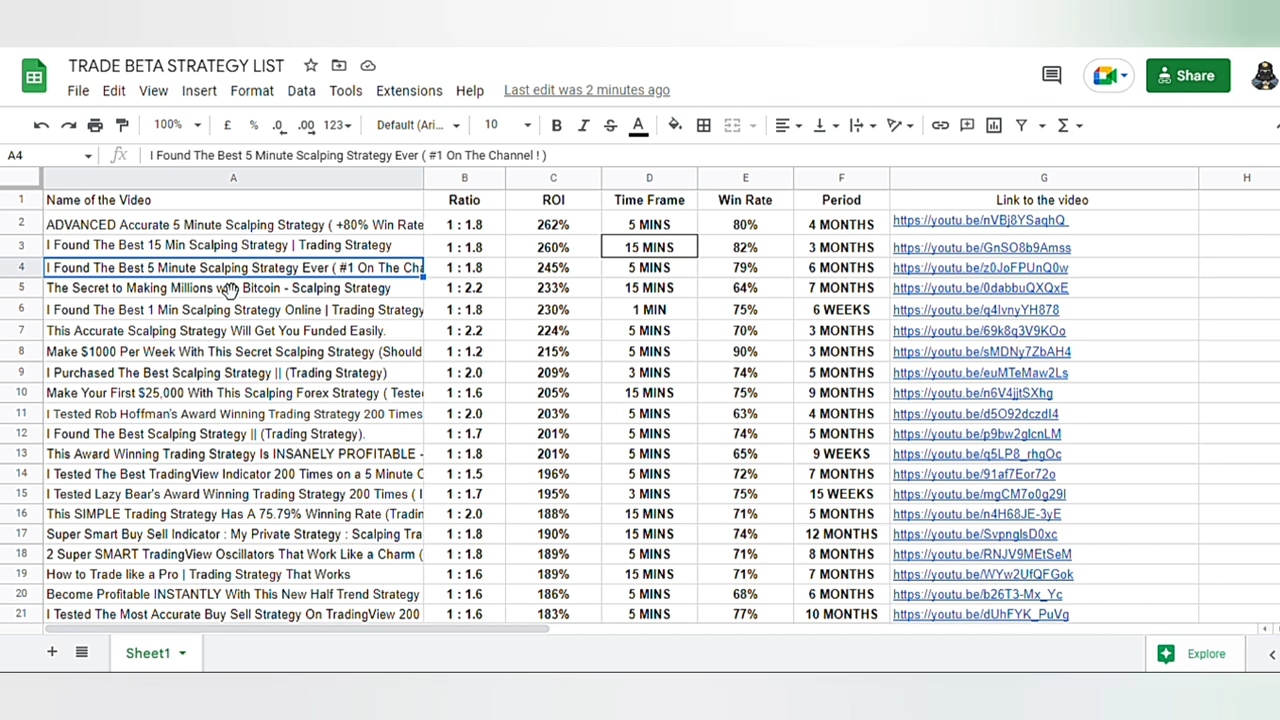 TRADE BETA STRATEGY LIST
File Edit View Insert Format Data Tools Extensions Help Last edit was 2 minutes ago
Share
100% £ % .0 .00 123 Default (Ari... 10 B I S A
A4 fx I Found The Best 5 Minute Scalping Strategy Ever ( #1 On The Channel ! )
A B C D E F G H
1 Name of the Video Ratio ROI Time Frame Win Rate Period Link to the video
2 ADVANCED Accurate 5 Minute Scalping Strategy ( +80% Win Rate 1 : 1.8 262% 5 MINS 80% 4 MONTHS https://youtu.be/nVBj8YSaqhQ
3 I Found The Best 15 Min Scalping Strategy | Trading Strategy 1 : 1.8 260% 15 MINS 82% 3 MONTHS https://youtu.be/GnSO8b9Amss
4 I Found The Best 5 Minute Scalping Strategy Ever ( #1 On The Cha 1 : 1.8 245% 5 MINS 79% 6 MONTHS https://youtu.be/z0JoFPUnQ0w
5 The Secret to Making Millions Bitcoin - Scalping Strategy 1 : 2.2 233% 15 MINS 64% 7 MONTHS https://youtu.be/0dabbuQXQxE
6 I Found The Best 1 Min Scalping Strategy Online | Trading Strategy 1 : 1.8 230% 1 MIN 75% 6 WEEKS https://youtu.be/q4lvnyYH878
7 This Accurate Scalping Strategy Will Get You Funded Easily. 1 : 2.2 224% 5 MINS 70% 3 MONTHS https://youtu.be/69k8q3V9KOo
8 Make $1000 Per Week With This Secret Scalping Strategy (Should 1 : 1.2 215% 5 MINS 90% 3 MONTHS https://youtu.be/sMDNy7ZbAH4
9 I Purchased The Best Scalping Strategy || (Trading Strategy) 1 : 2.0 209% 3 MINS 74% 5 MONTHS https://youtu.be/euMTeMaw2Ls
10 Make Your First $25,000 With This Scalping Forex Strategy ( Teste 1 : 1.6 205% 15 MINS 75% 9 MONTHS https://youtu.be/n6V4jjtSXhg
11 I Tested Rob Hoffman's Award Winning Trading Strategy 200 Times 1 : 2.0 203% 5 MINS 63% 4 MONTHS https://youtu.be/d5O92dczdI4
12 I Found The Best Scalping Strategy || (Trading Strategy). 1 : 1.7 201% 5 MINS 74% 5 MONTHS https://youtu.be/p9bw2glcnLM
13 This Award Winning Trading Strategy Is INSANELY PROFITABLE - 1 : 1.8 201% 5 MINS 65% 9 WEEKS https://youtu.be/q5LP8_rhgOc
14 I Tested The Best TradingView Indicator 200 Times on a 5 Minute C 1 : 1.5 196% 5 MINS 72% 7 MONTHS https://youtu.be/91af7Eor72o
15 I Tested Lazy Bear's Award Winning Trading Strategy 200 Times ( I 1 : 1.7 195% 3 MINS 75% 15 WEEKS https://youtu.be/mgCM7o0g29I
16 This SIMPLE Trading Strategy Has A 75.79% Winning Rate (Tradin 1 : 2.0 188% 15 MINS 71% 5 MONTHS https://youtu.be/n4H68JE-3yE
17 Super Smart Buy Sell Indicator : My Private Strategy : Scalping Tra 1 : 1.8 190% 15 MINS 74% 12 MONTHS https://youtu.be/SvpnglsD0xc
18 2 Super SMART TradingView Oscillators That Work Like a Charm ( 1 : 1.8 189% 5 MINS 71% 8 MONTHS https://youtu.be/RNJV9MEtSeM
19 How to Trade like a Pro | Trading Strategy That Works 1 : 1.6 189% 15 MINS 71% 7 MONTHS https://youtu.be/WYw2UfQFGok
20 Become Profitable INSTANTLY With This New Half Trend Strategy 1 : 1.6 186% 5 MINS 68% 6 MONTHS https://youtu.be/b26T3-Mx_Yc
21 I Tested The Most Accurate Buy Sell Strategy On TradingView 200 1 : 1.6 183% 5 MINS 77% 10 MONTHS https://youtu.be/dUhFYK_PuVg
Sheet1 Explore